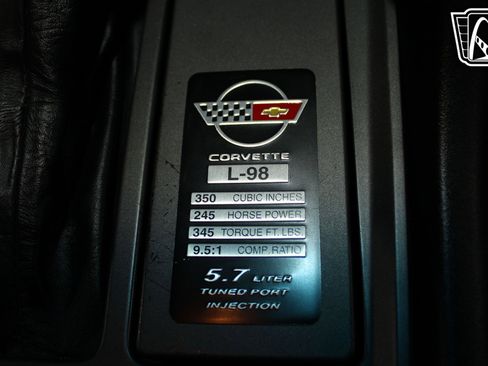 CORVETTE
L-98
350 CUBIC INCHES
245 HORSE POWER
345 TORQUE FT. LBS.
9.5:1 COMP. RATIO
5.7 LITER
TUNED PORT
INJECTION